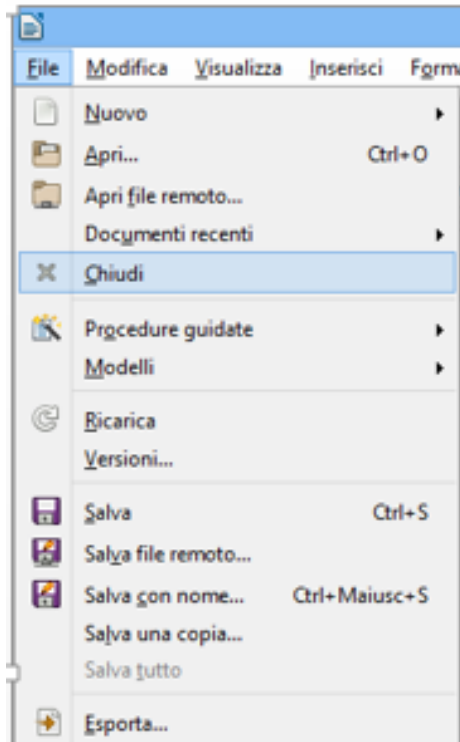 File Modifica Visualizza Inserisci Form
Nuovo
Apri... Ctrl+O
Apri file remoto...
Documenti recenti
Chiudi
Procedure guidate
Modelli
Ricarica
Versioni...
Salva Ctrl+S
Salva file remoto...
Salva con nome... Ctrl+Maiusc+S
Salva una copia...
Salva tutto
Esporta...